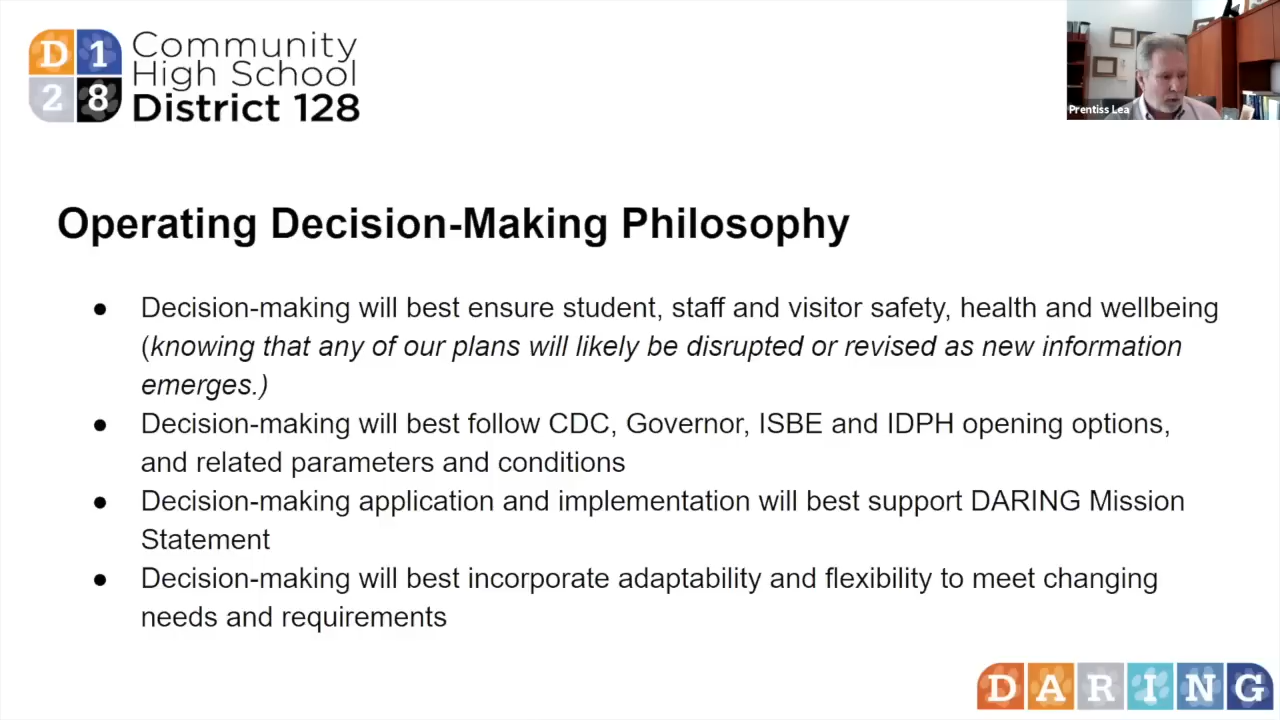 D1
28
Community
High School
District 128
Prentiss Lea
Operating Decision-Making Philosophy
● Decision-making will best ensure student, staff and visitor safety, health and wellbeing
(knowing that any of our plans will likely be disrupted or revised as new information
emerges.)
● Decision-making will best follow CDC, Governor, ISBE and IDPH opening options,
and related parameters and conditions
● Decision-making application and implementation will best support DARING Mission
Statement
● Decision-making will best incorporate adaptability and flexibility to meet changing
needs and requirements
DARING